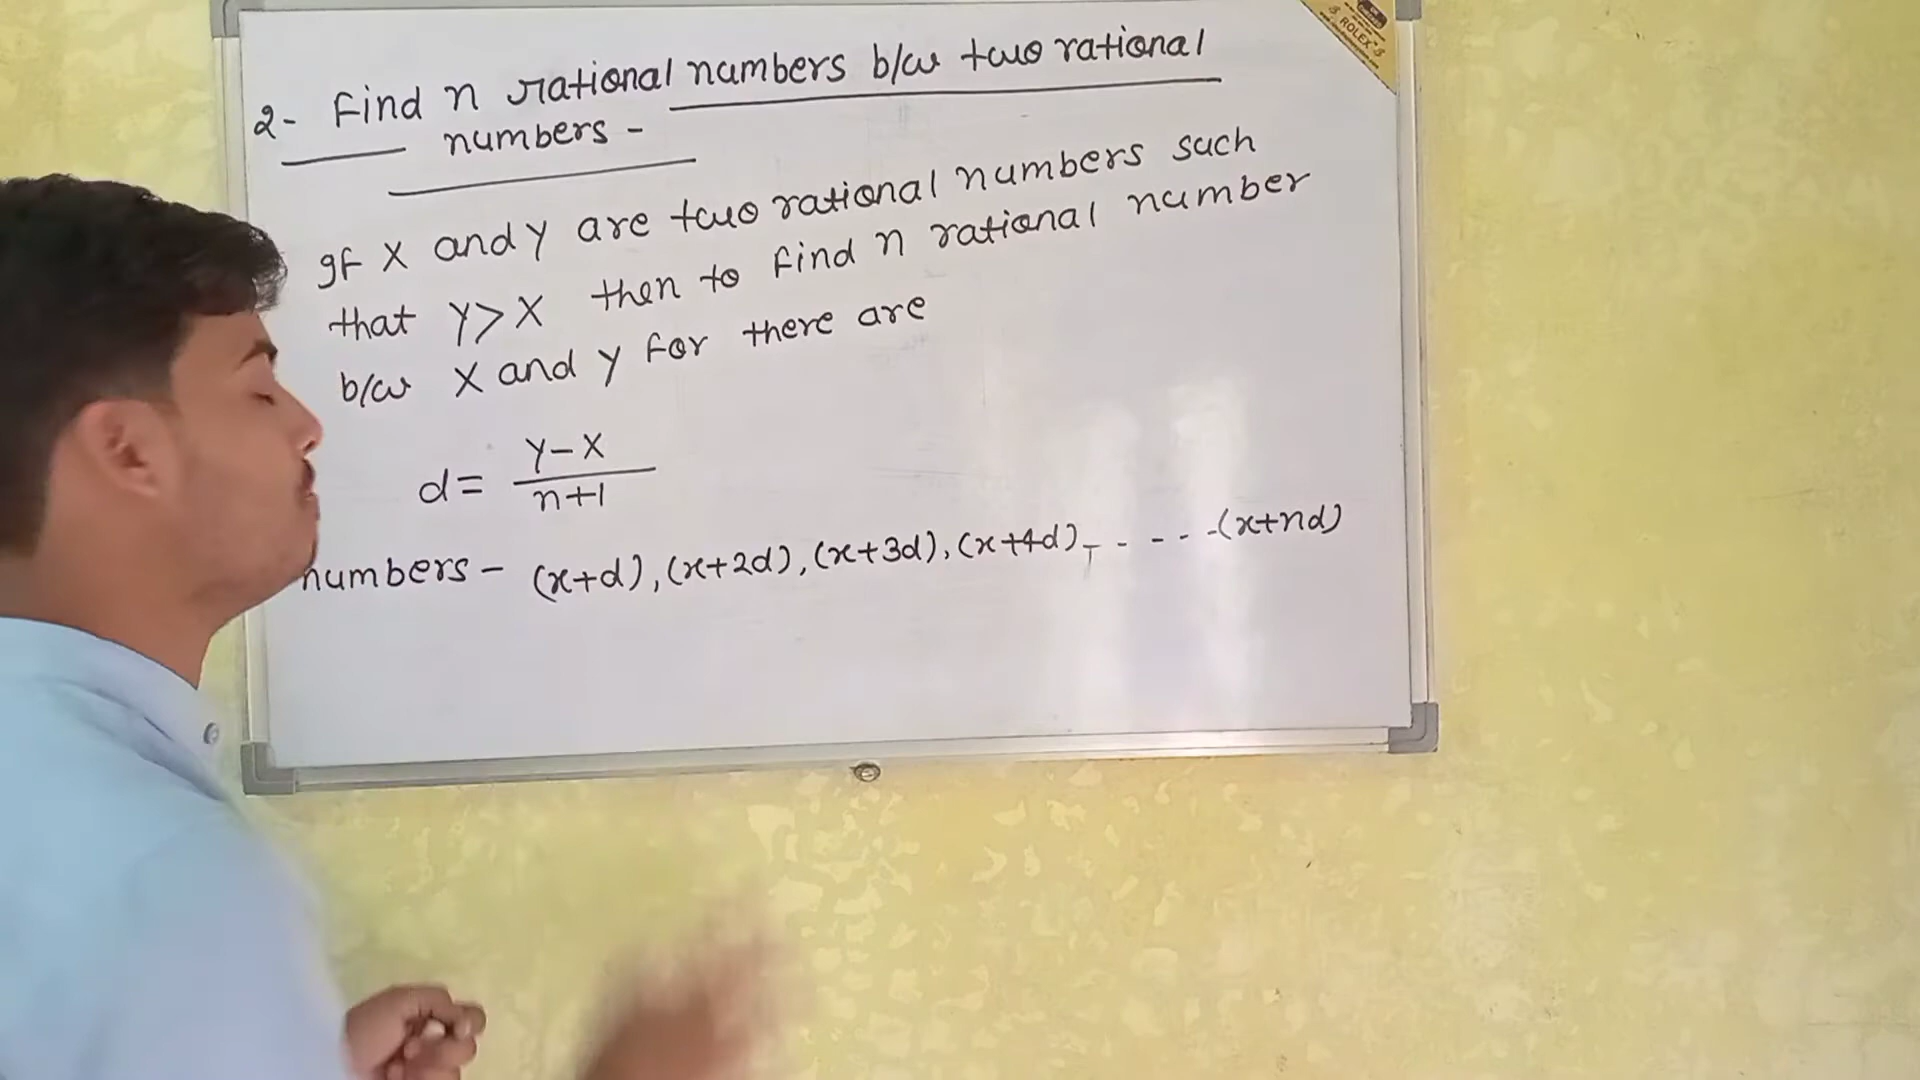 2- Find n rational numbers b/w two rational
numbers -
If X and Y are two rational numbers such
that Y>X then to find n rational number
b/w X and Y for there are
d= Y-X
n+1
numbers- (x+d), (x+2d), (x+3d), (x+4d), - - - - (x+nd)
ROLEX